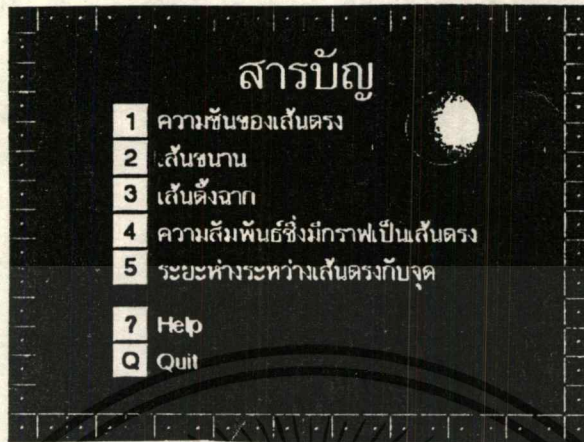 สารบัญ
1 ความชันของเส้นตรง
2 เส้นขนาน
3 เส้นตั้งฉาก
4 ความสัมพันธ์ซึ่งมีกราฟเป็นเส้นตรง
5 ระยะห่างระหว่างเส้นตรงกับจุด
? Help
Q Quit